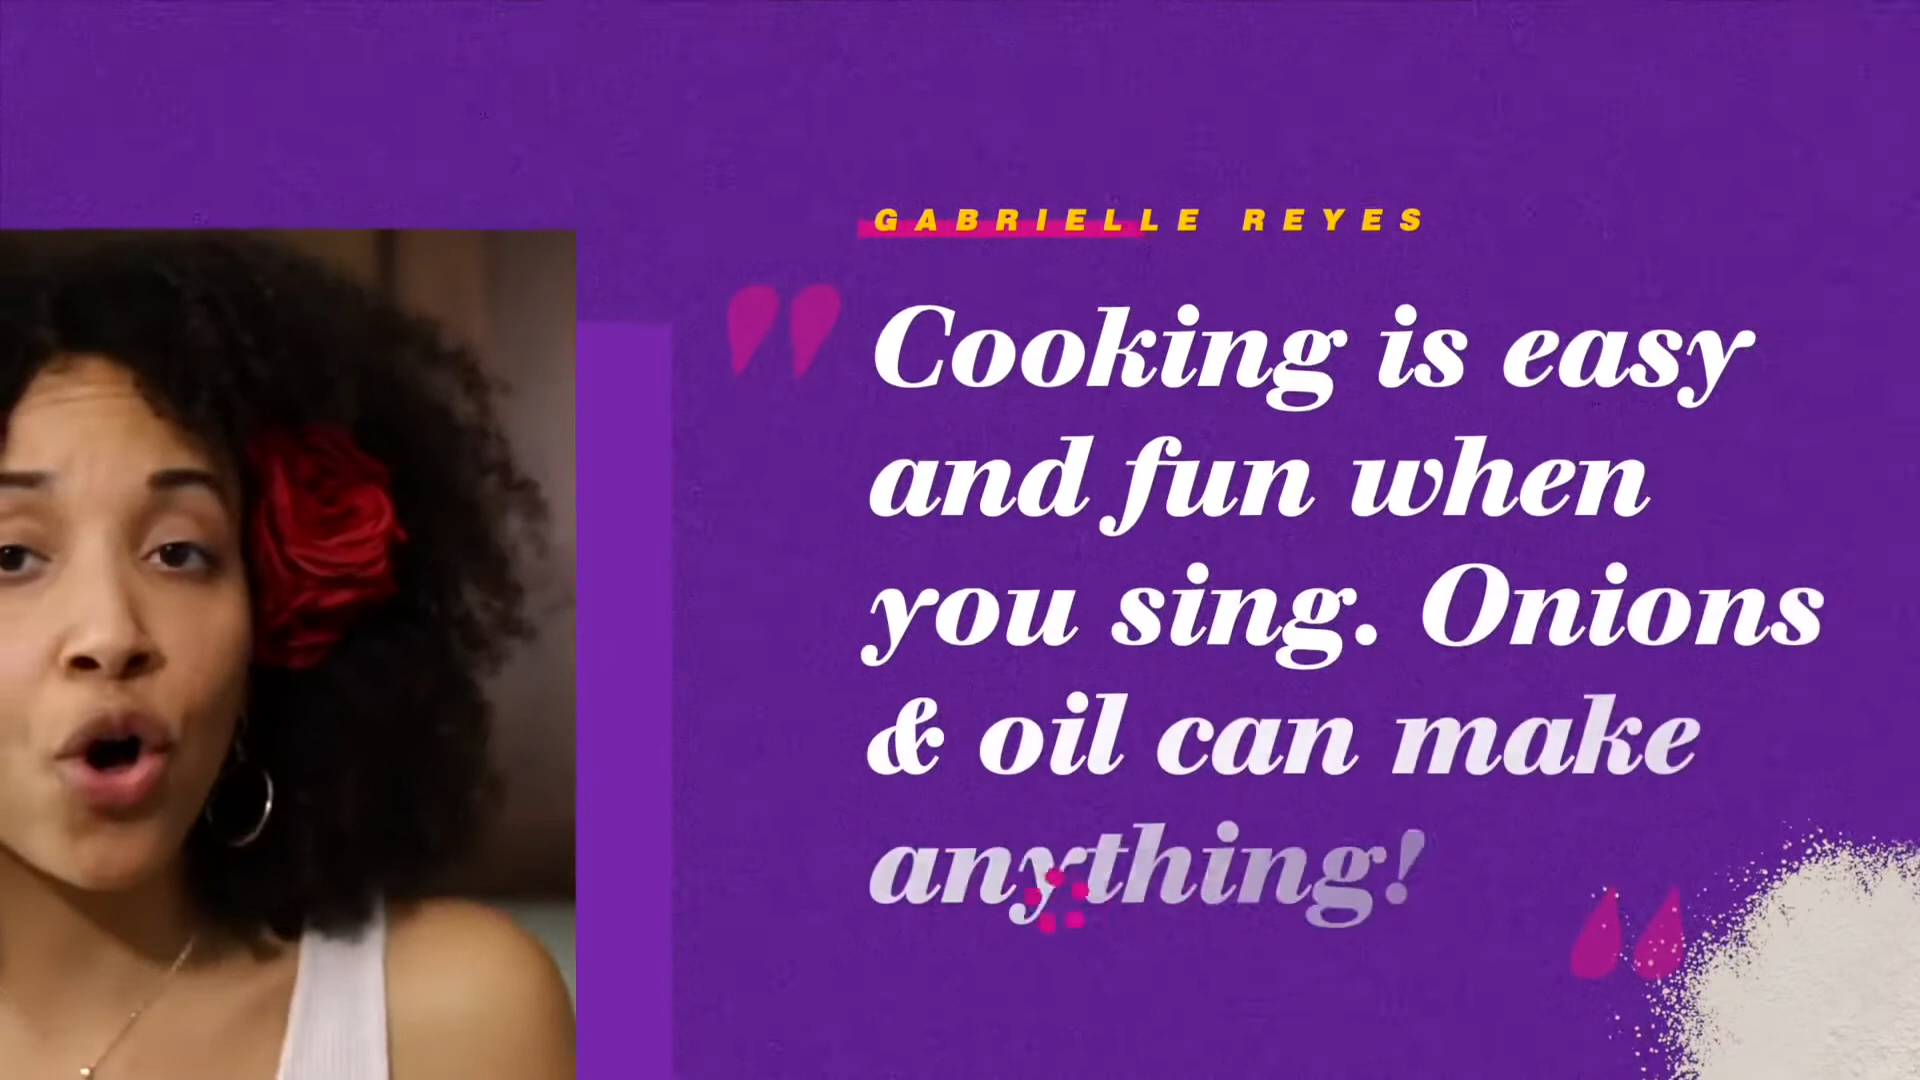 GABRIELLE REYES
" Cooking is easy
and fun when
you sing. Onions
& oil can make
anything! "